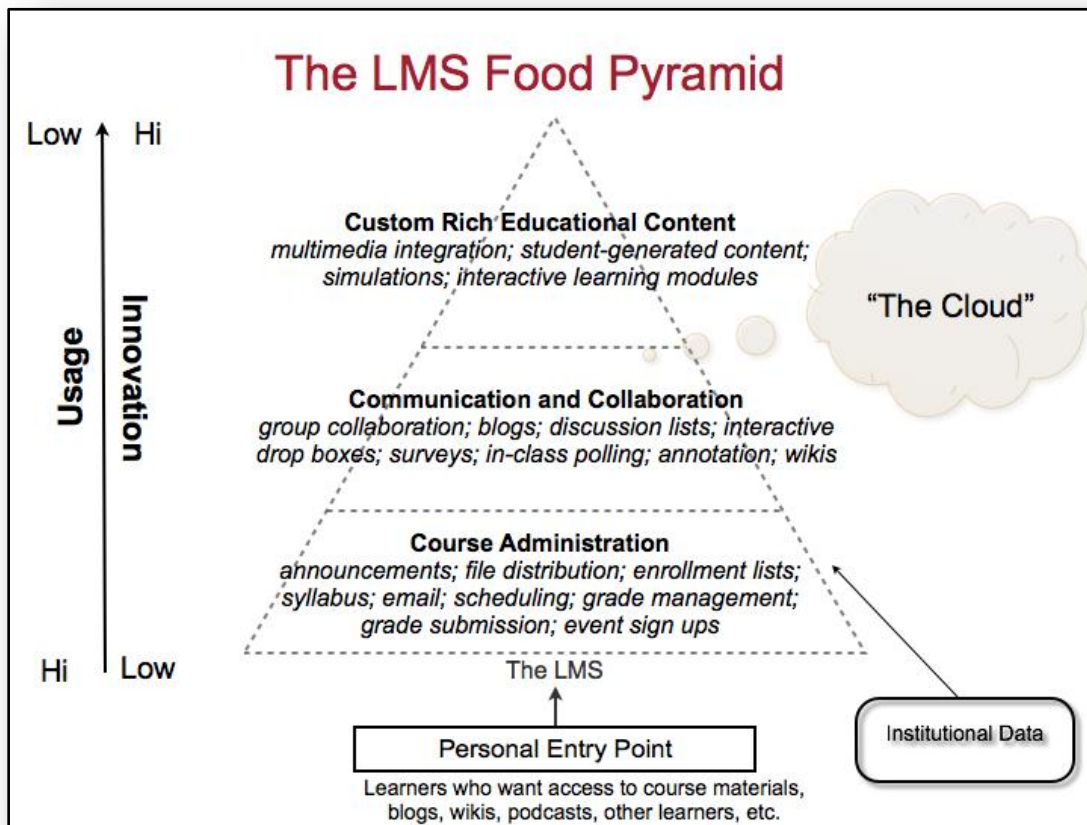 The LMS Food Pyramid
Low
Hi
Custom Rich Educational Content
multimedia integration; student-generated content;
simulations; interactive learning modules
"The Cloud"
Usage
Innovation
Communication and Collaboration
group collaboration; blogs; discussion lists; interactive
drop boxes; surveys; in-class polling; annotation; wikis
Course Administration
announcements; file distribution; enrollment lists;
syllabus; email; scheduling; grade management;
grade submission; event sign ups
Hi
Low
The LMS
Institutional Data
Personal Entry Point
Learners who want access to course materials,
blogs, wikis, podcasts, other learners, etc.